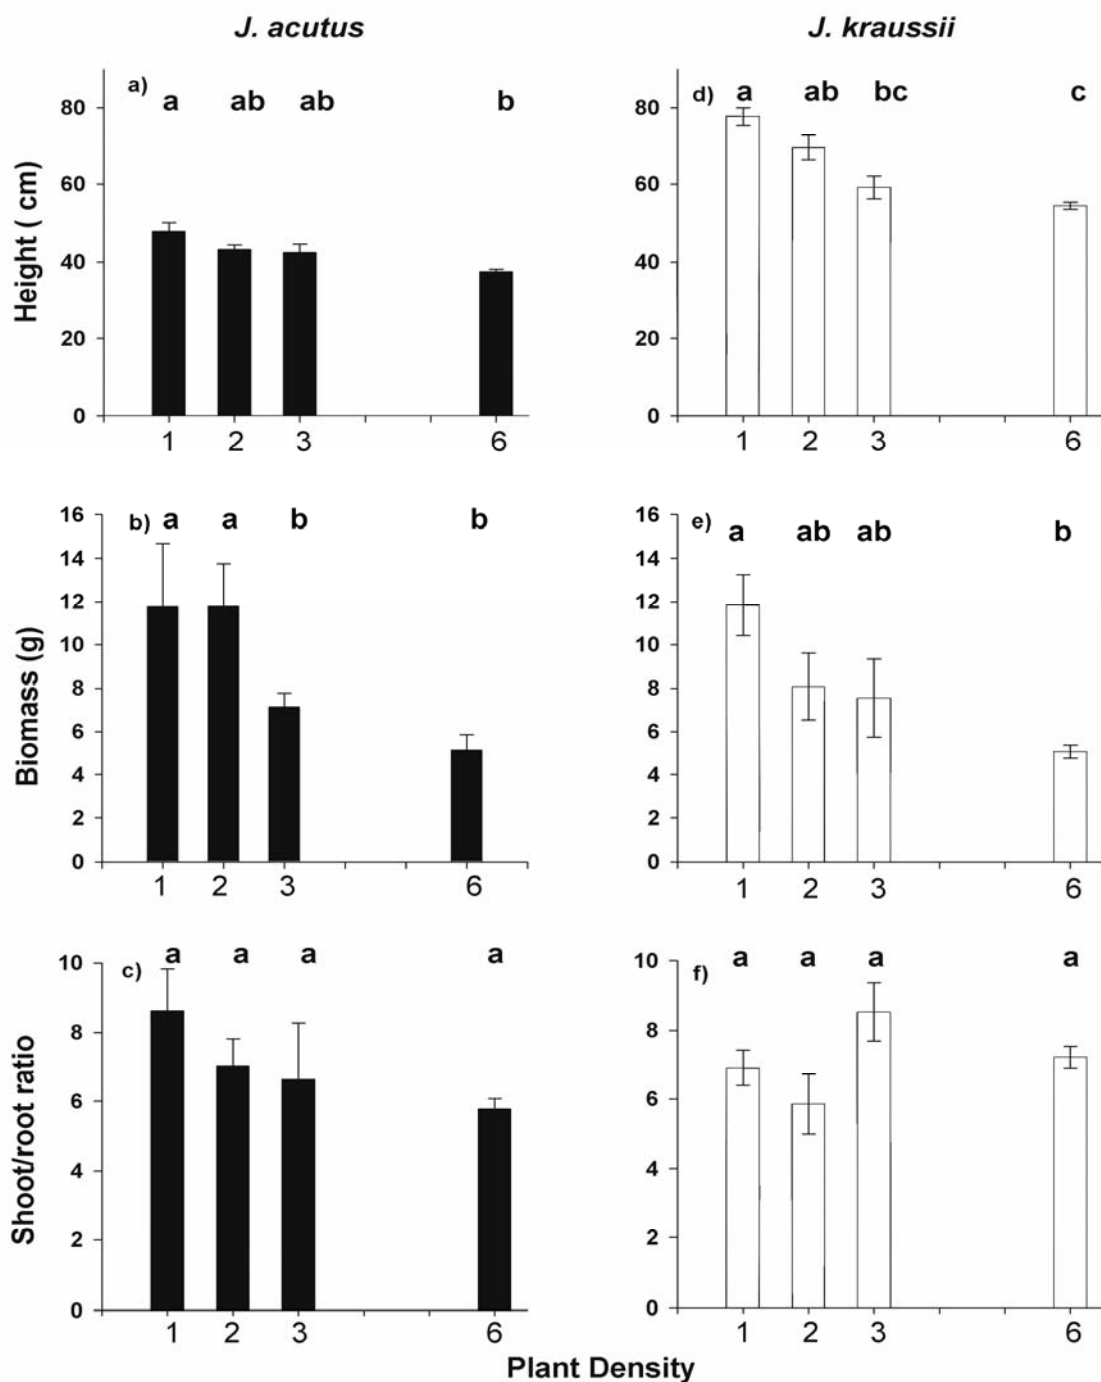 J. acutus J. kraussii
a) a ab ab b
80
60
40
20
0
1 2 3 6
Height ( cm)
d) a ab bc c
80
60
40
20
0
1 2 3 6
b) a a b b
16
14
12
10
8
6
4
2
0
1 2 3 6
Biomass (g)
e) a ab ab b
16
14
12
10
8
6
4
2
0
1 2 3 6
c) a a a a
10
8
6
4
2
0
1 2 3 6
Shoot/root ratio
f) a a a a
10
8
6
4
2
0
1 2 3 6
Plant Density